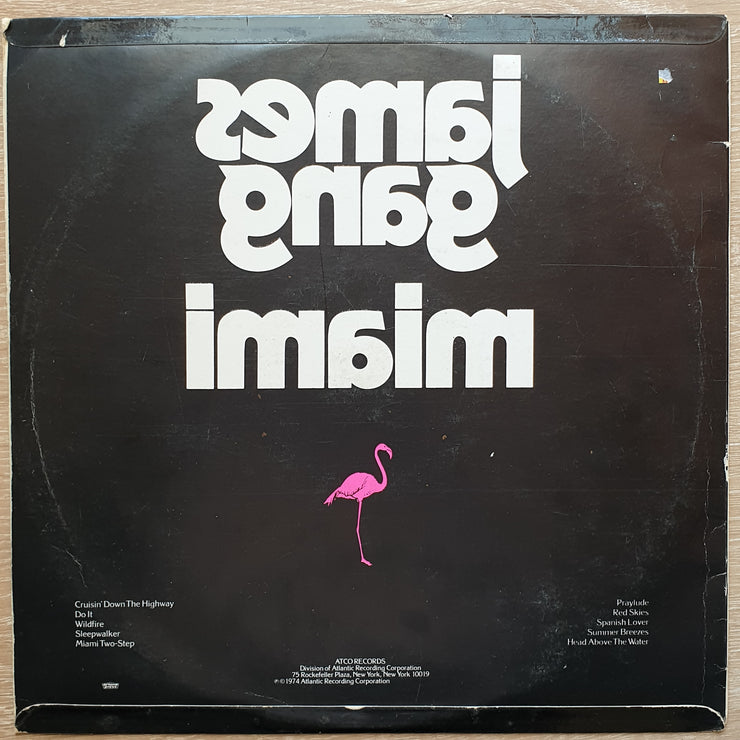 james
gang
miami
Cruisin' Down The Highway
Do It
Wildfire
Sleepwalker
Miami Two-Step
Praylude
Red Skies
Spanish Lover
Summer Breezes
Head Above The Water
ATCO RECORDS
Division of Atlantic Recording Corporation
75 Rockefeller Plaza, New York, New York 10019
℗ © 1974 Atlantic Recording Corporation